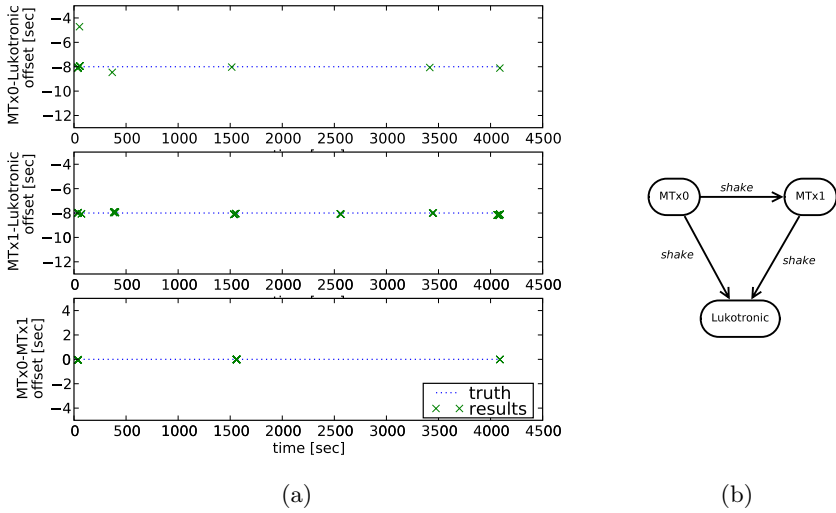 −4
−6
−8
−10
−12
MTx0-Lukotronic
offset [sec]
0 500 1000 1500 2000 2500 3000 3500 4000 4500
−4
−6
−8
−10
−12
MTx1-Lukotronic
offset [sec]
0 500 1000 1500 2000 2500 3000 3500 4000 4500
4
2
0
−2
−4
MTx0-MTx1
offset [sec]
truth
results
0 500 1000 1500 2000 2500 3000 3500 4000 4500
time [sec]
(a)
MTx0
shake
MTx1
shake
shake
Lukotronic
(b)